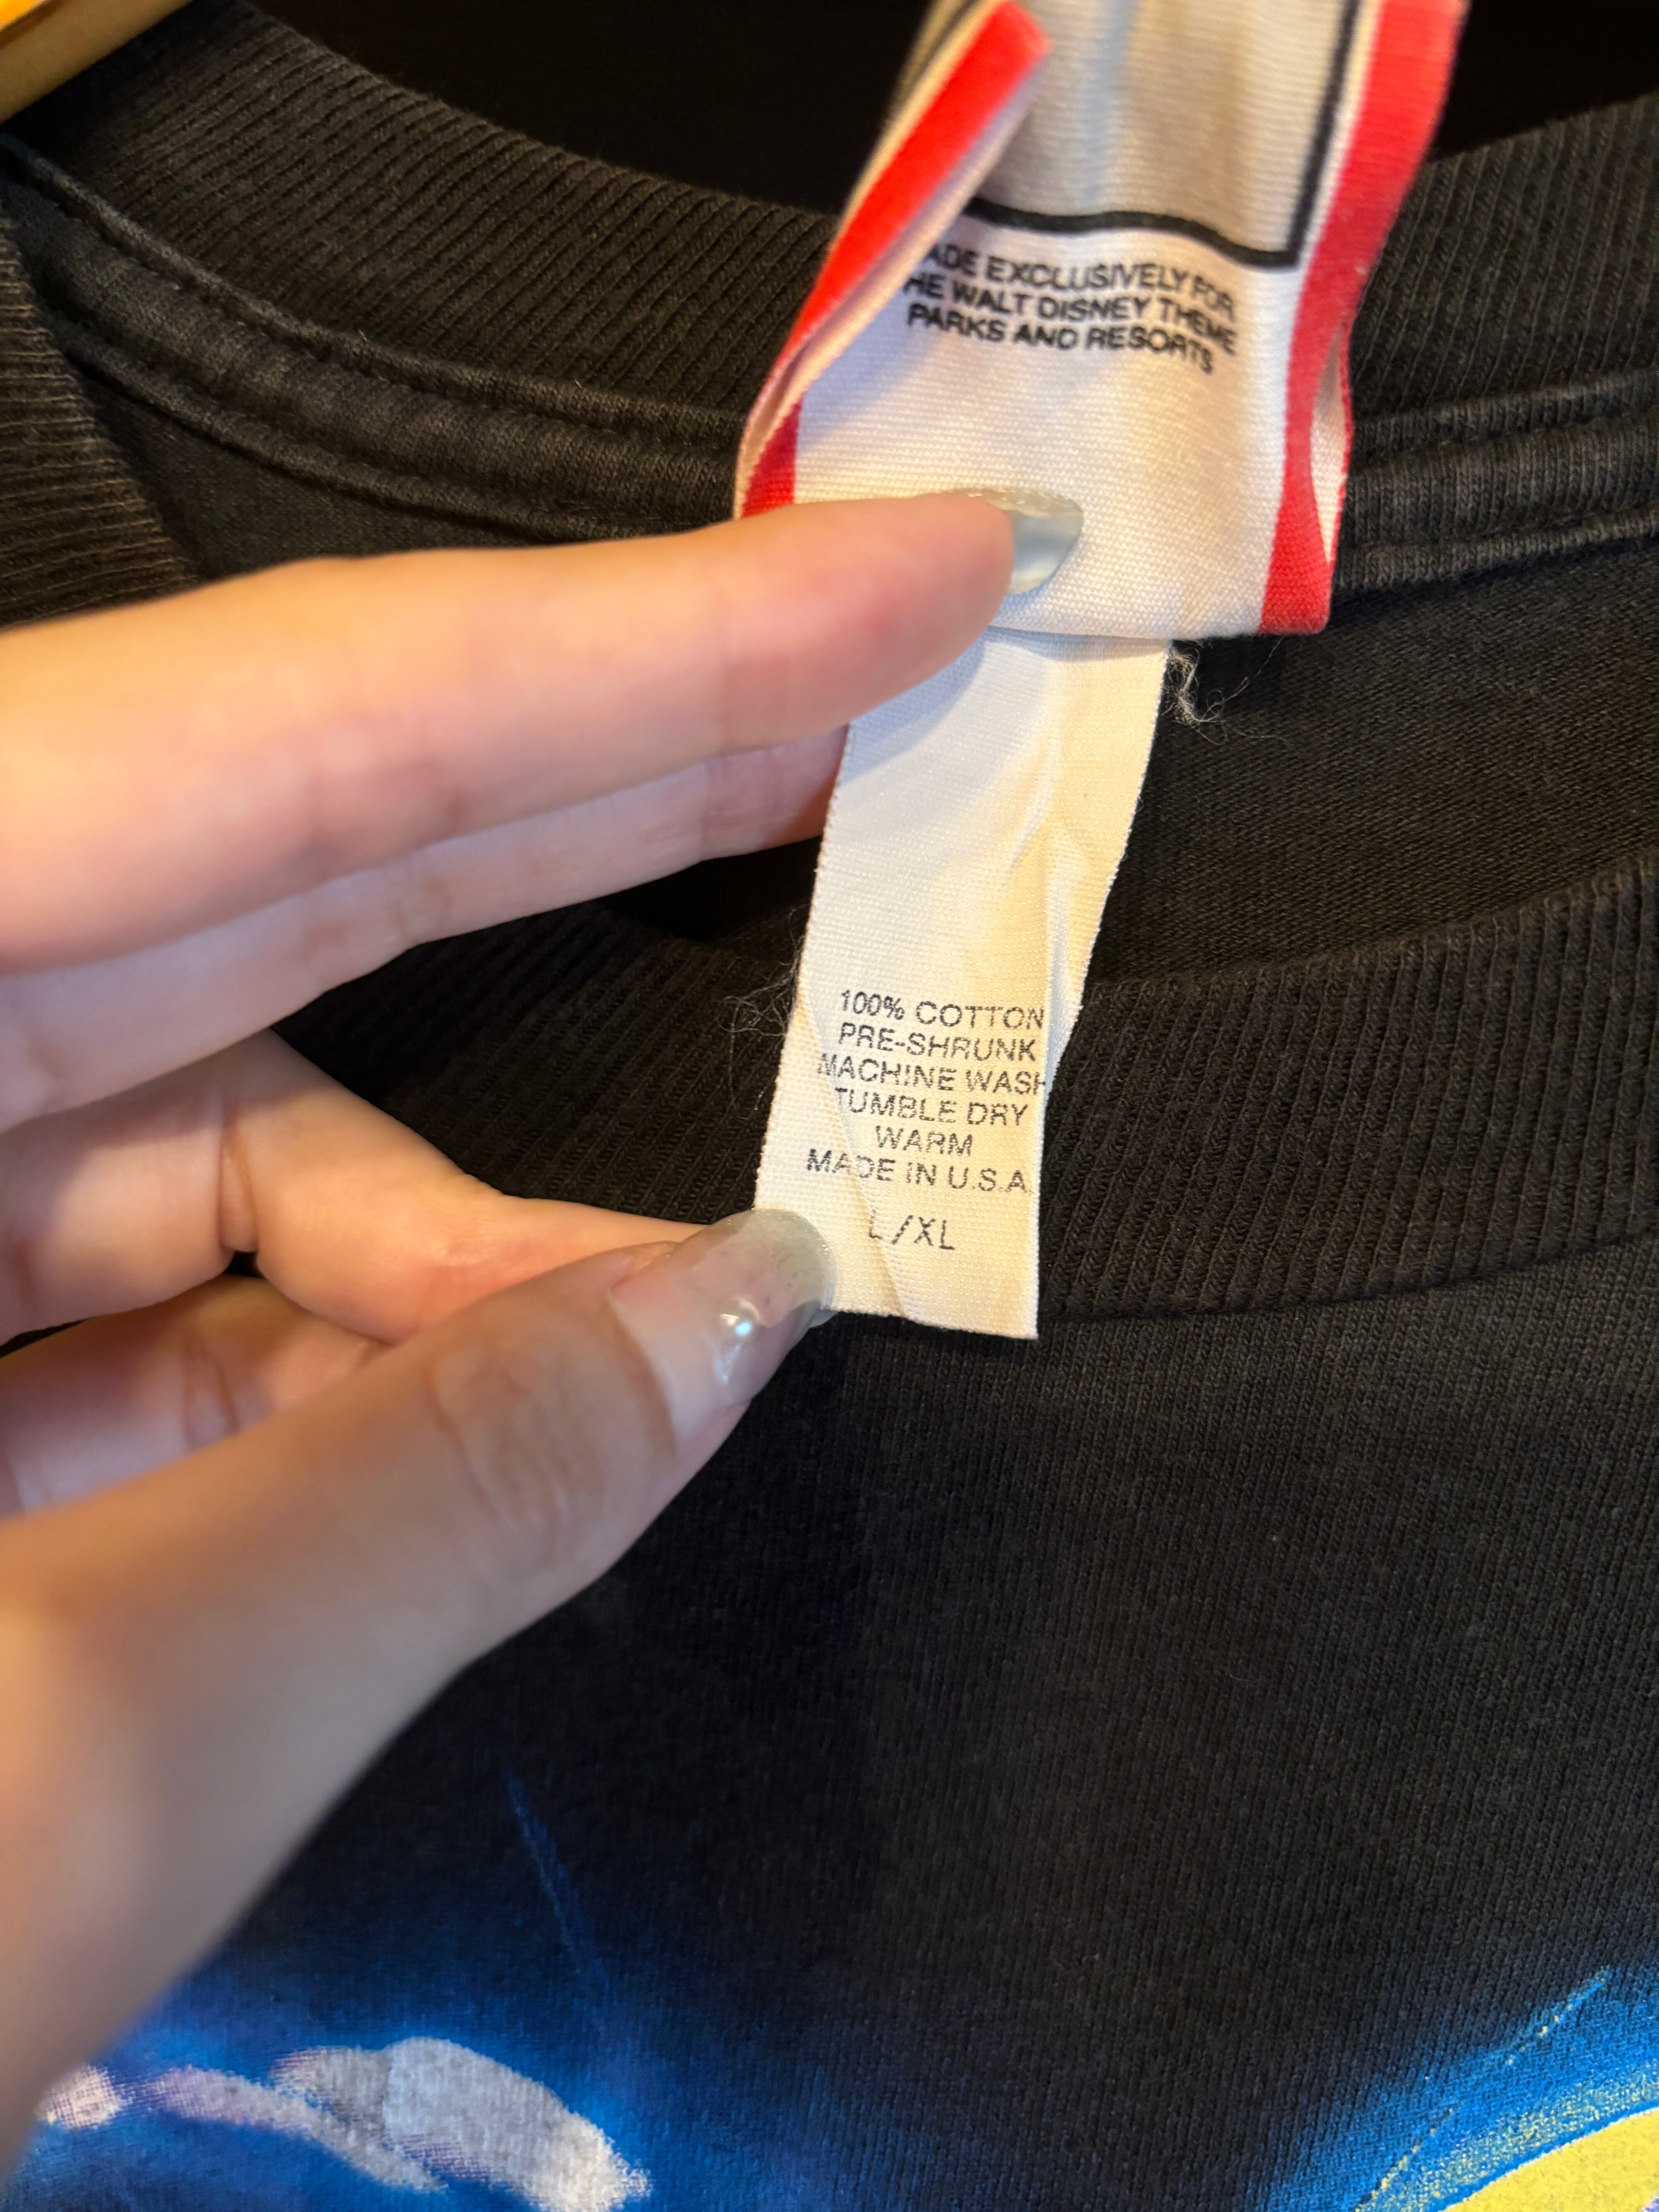 ADE EXCLUSIVELY FOR
HE WALT DISNEY THEME
PARKS AND RESORTS
100% COTTON
PRE-SHRUNK
MACHINE WASH
TUMBLE DRY
WARM
MADE IN U.S.A.
L/XL